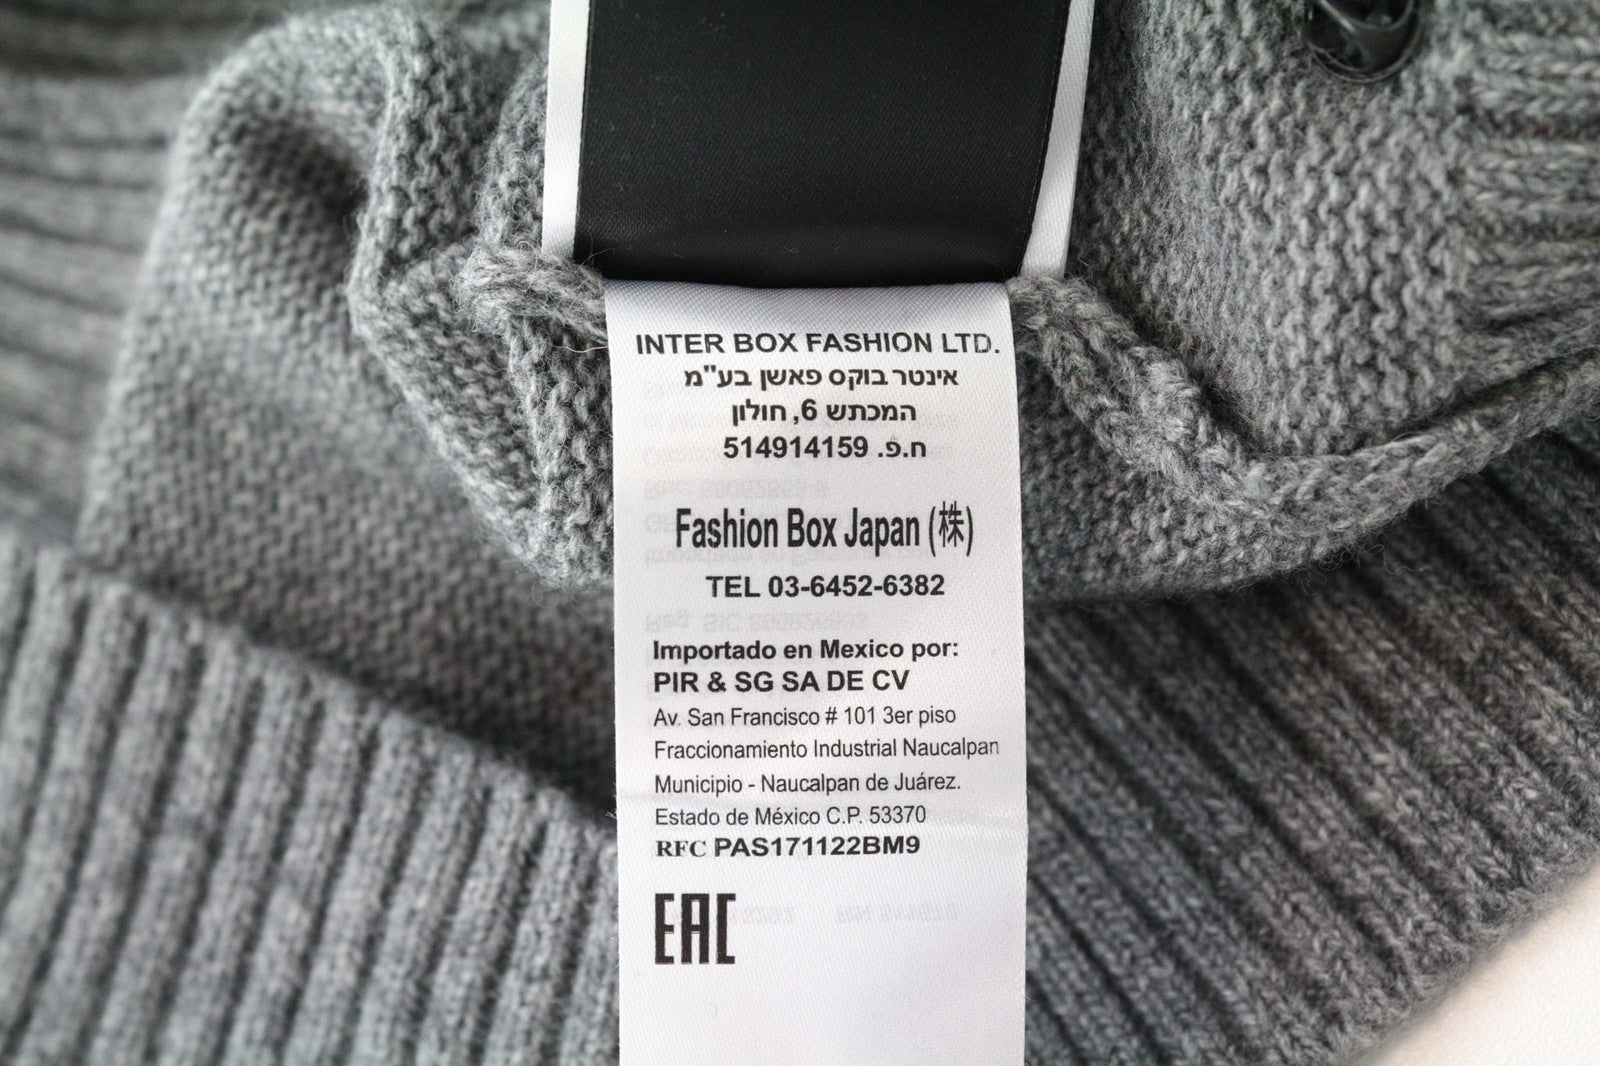 INTER BOX FASHION LTD.
אינטר בוקס פאשן בע"מ
המכתש 6, חולון
ח.פ. 514914159
Fashion Box Japan (株)
TEL 03-6452-6382
Importado en Mexico por:
PIR & SG SA DE CV
Av. San Francisco # 101 3er piso
Fraccionamiento Industrial Naucalpan
Municipio - Naucalpan de Juárez.
Estado de México C.P. 53370
RFC PAS171122BM9
EAC